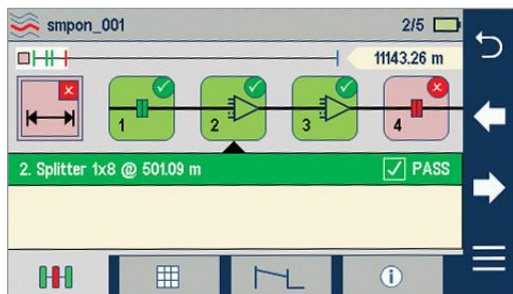 smpon_001 2/5
11143.26 m
1 2 3 4
2. Splitter 1x8 @ 501.09 m PASS
i